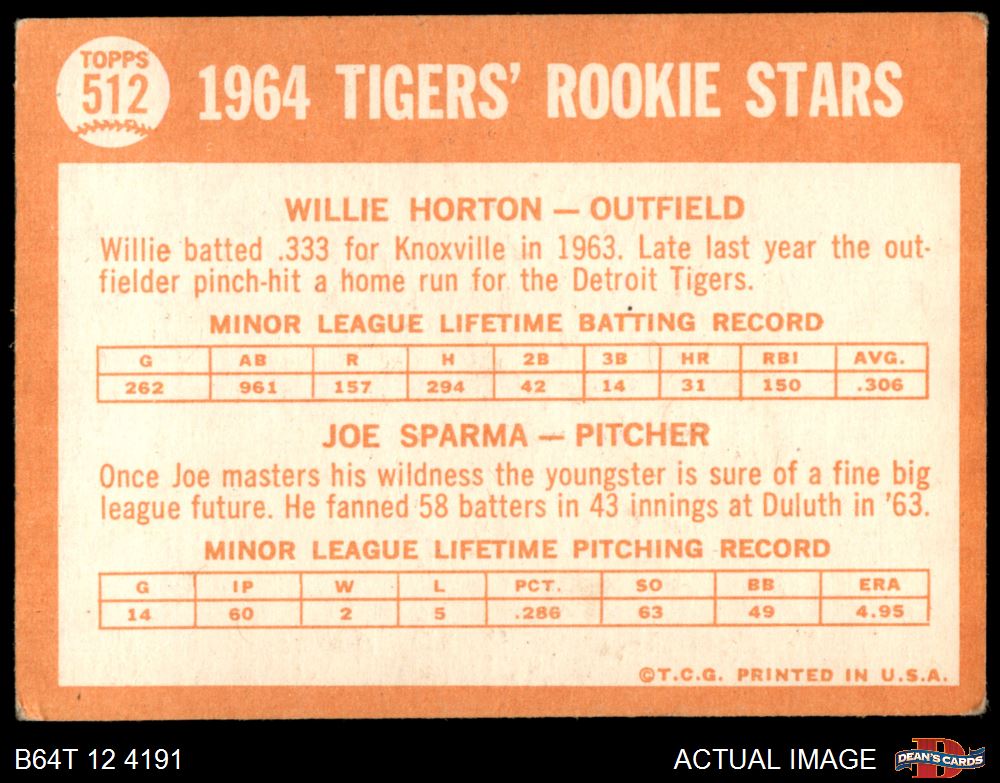 TOPPS
512
1964 TIGERS' ROOKIE STARS
WILLIE HORTON — OUTFIELD
Willie batted .333 for Knoxville in 1963. Late last year the out-
fielder pinch-hit a home run for the Detroit Tigers.
MINOR LEAGUE LIFETIME BATTING RECORD
G AB R H 2B 3B HR RBI AVG.
262 961 157 294 42 14 31 150 .306
JOE SPARMA — PITCHER
Once Joe masters his wildness the youngster is sure of a fine big
league future. He fanned 58 batters in 43 innings at Duluth in '63.
MINOR LEAGUE LIFETIME PITCHING RECORD
G IP W L PCT. SO BB ERA
14 60 2 5 .286 63 49 4.95
©T.C.G. PRINTED IN U.S.A.
B64T 12 4191
ACTUAL IMAGE
D
DEAN'S CARDS